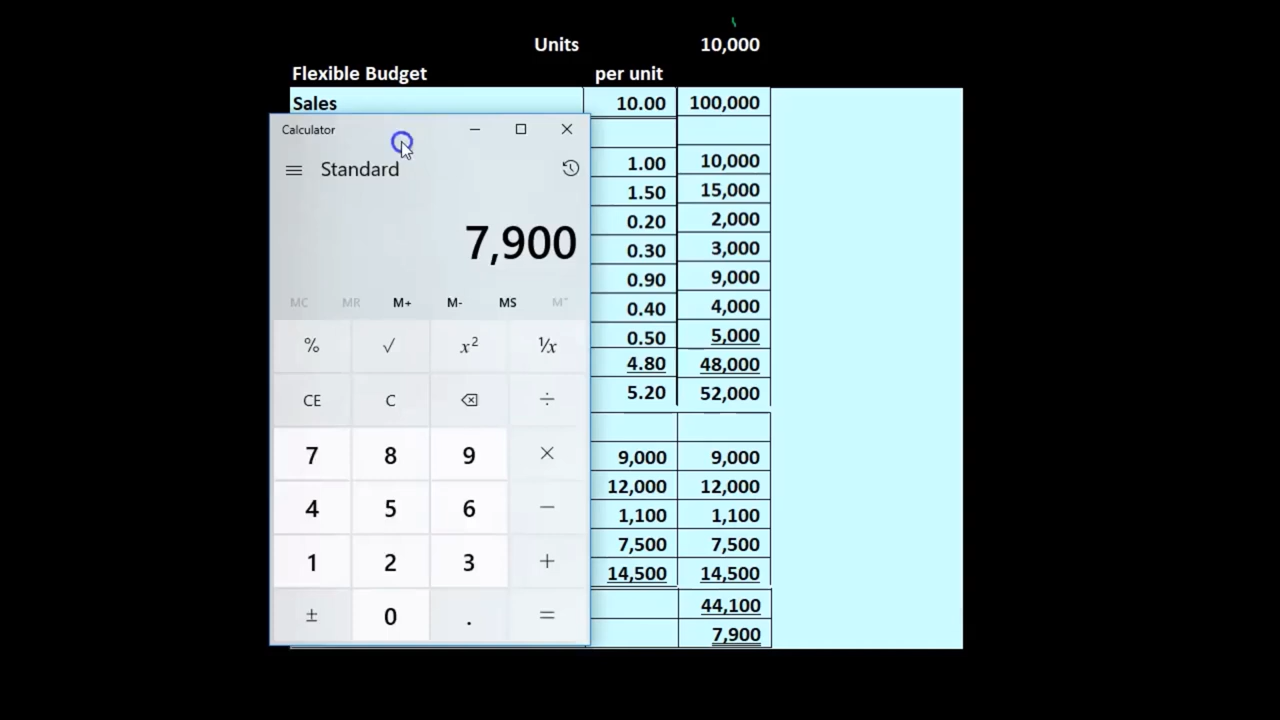 Units 10,000
Flexible Budget per unit
Sales 10.00 100,000
Calculator
Standard
1.00 10,000
1.50 15,000
0.20 2,000
7,900
0.30 3,000
0.90 9,000
MC MR M+ M- MS M˅ 0.40 4,000
% √ x² ¹/x 0.50 5,000
4.80 48,000
CE C ÷ 5.20 52,000
7 8 9 × 9,000 9,000
12,000 12,000
4 5 6 − 1,100 1,100
7,500 7,500
1 2 3 + 14,500 14,500
± 0 . = 44,100
7,900